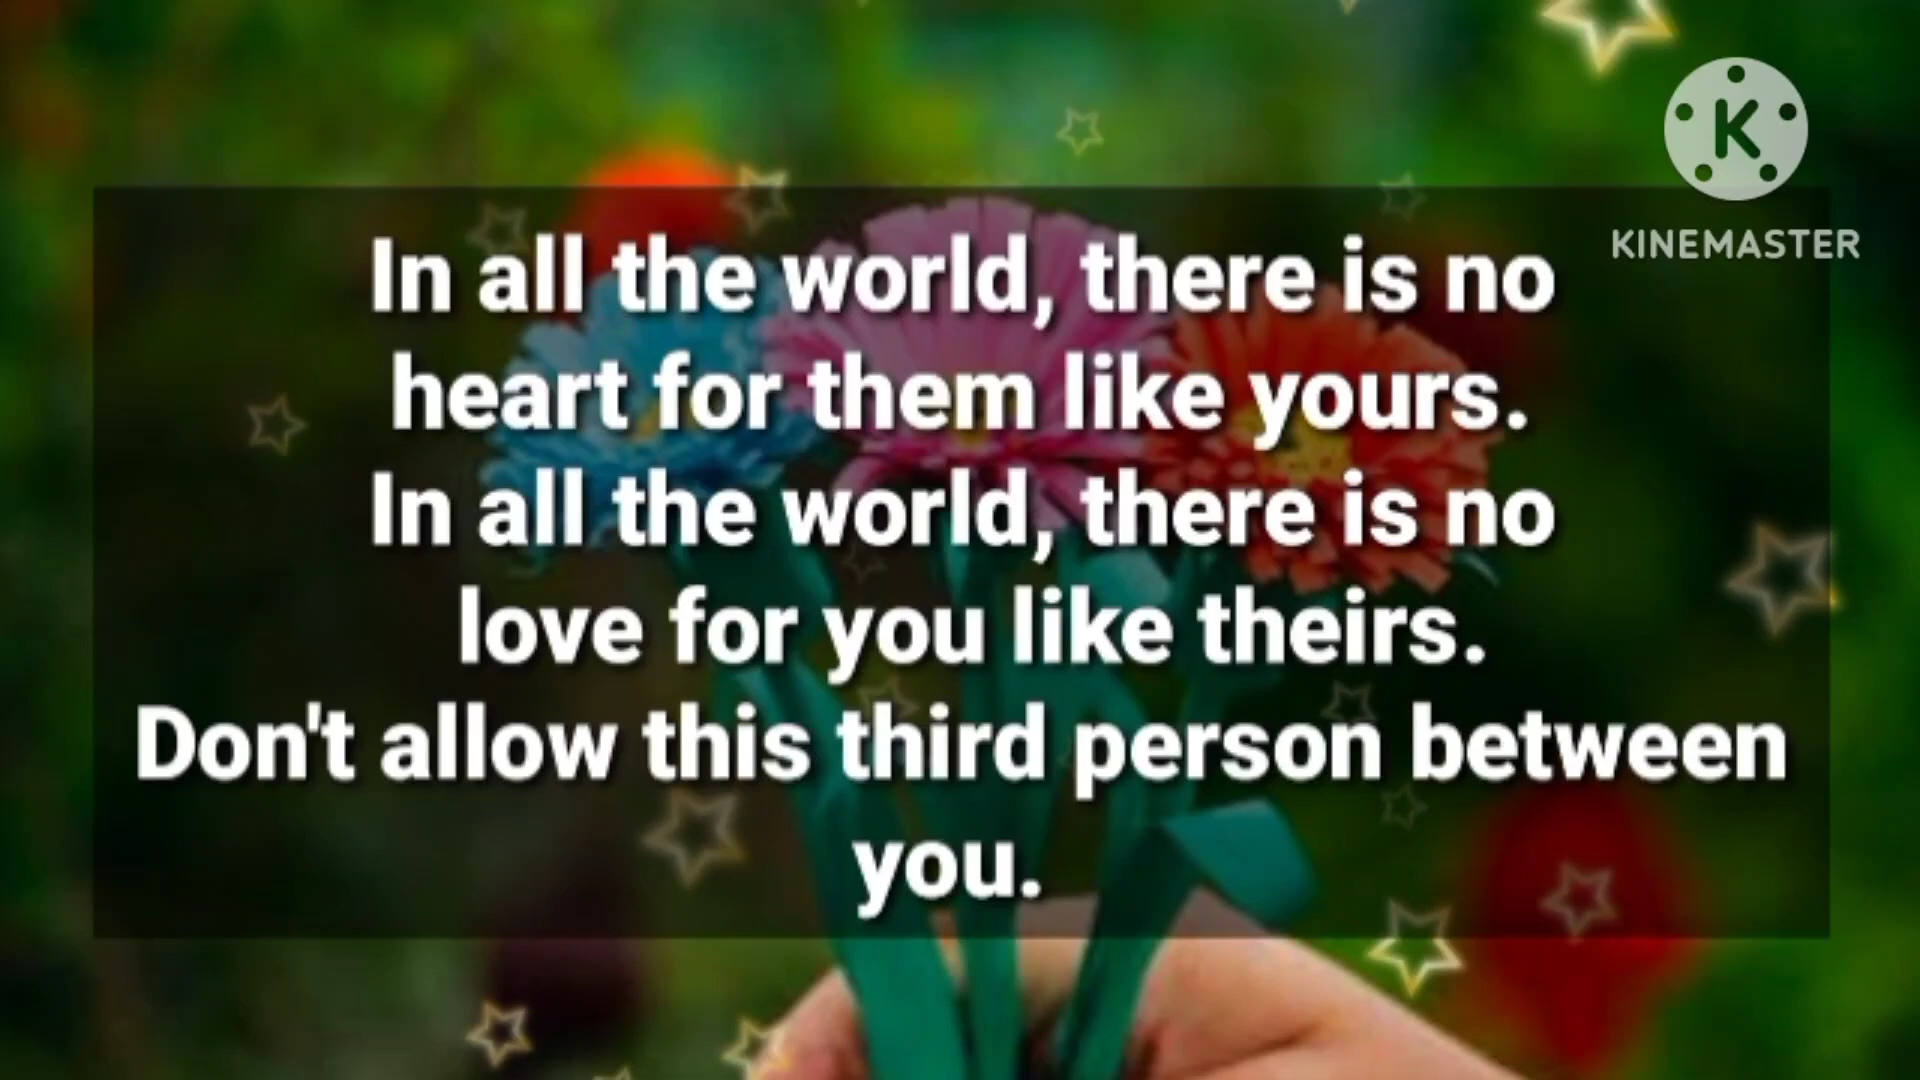 In all the world, there is no
heart for them like yours.
In all the world, there is no
love for you like theirs.
Don't allow this third person between
you.
K
KINEMASTER